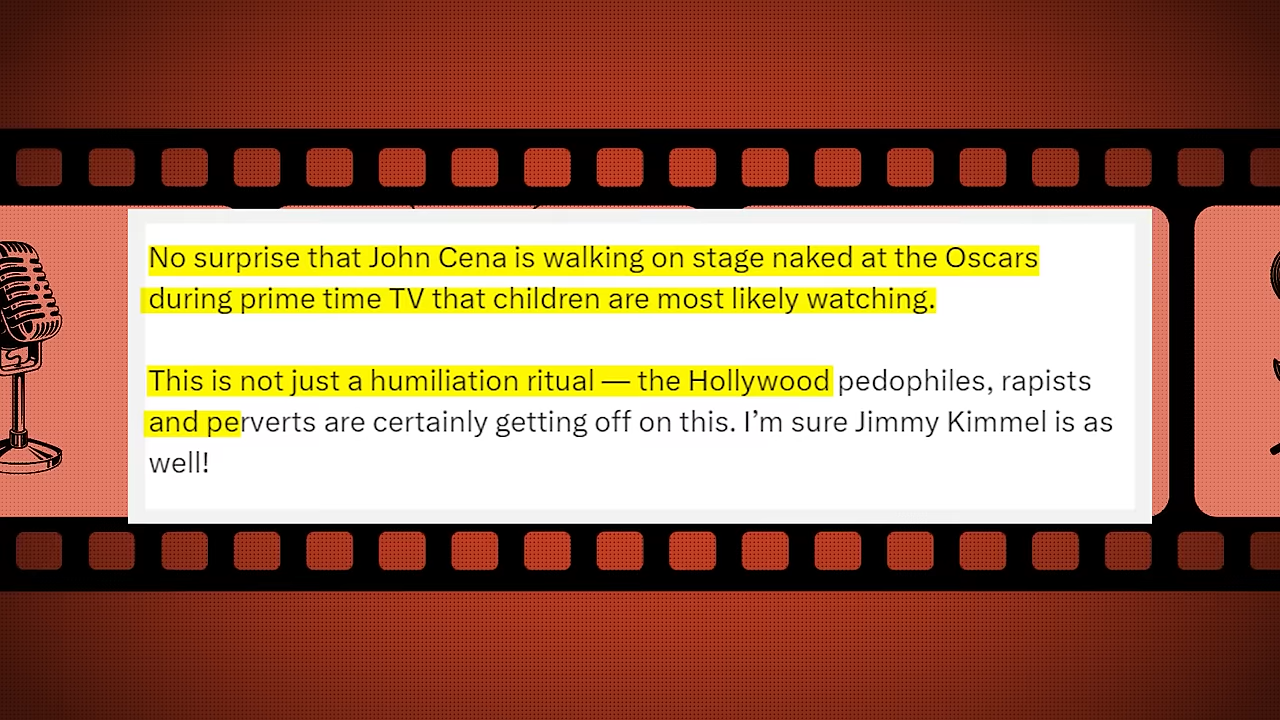 No surprise that John Cena is walking on stage naked at the Oscars
during prime time TV that children are most likely watching.
This is not just a humiliation ritual — the Hollywood pedophiles, rapists
and perverts are certainly getting off on this. I’m sure Jimmy Kimmel is as
well!